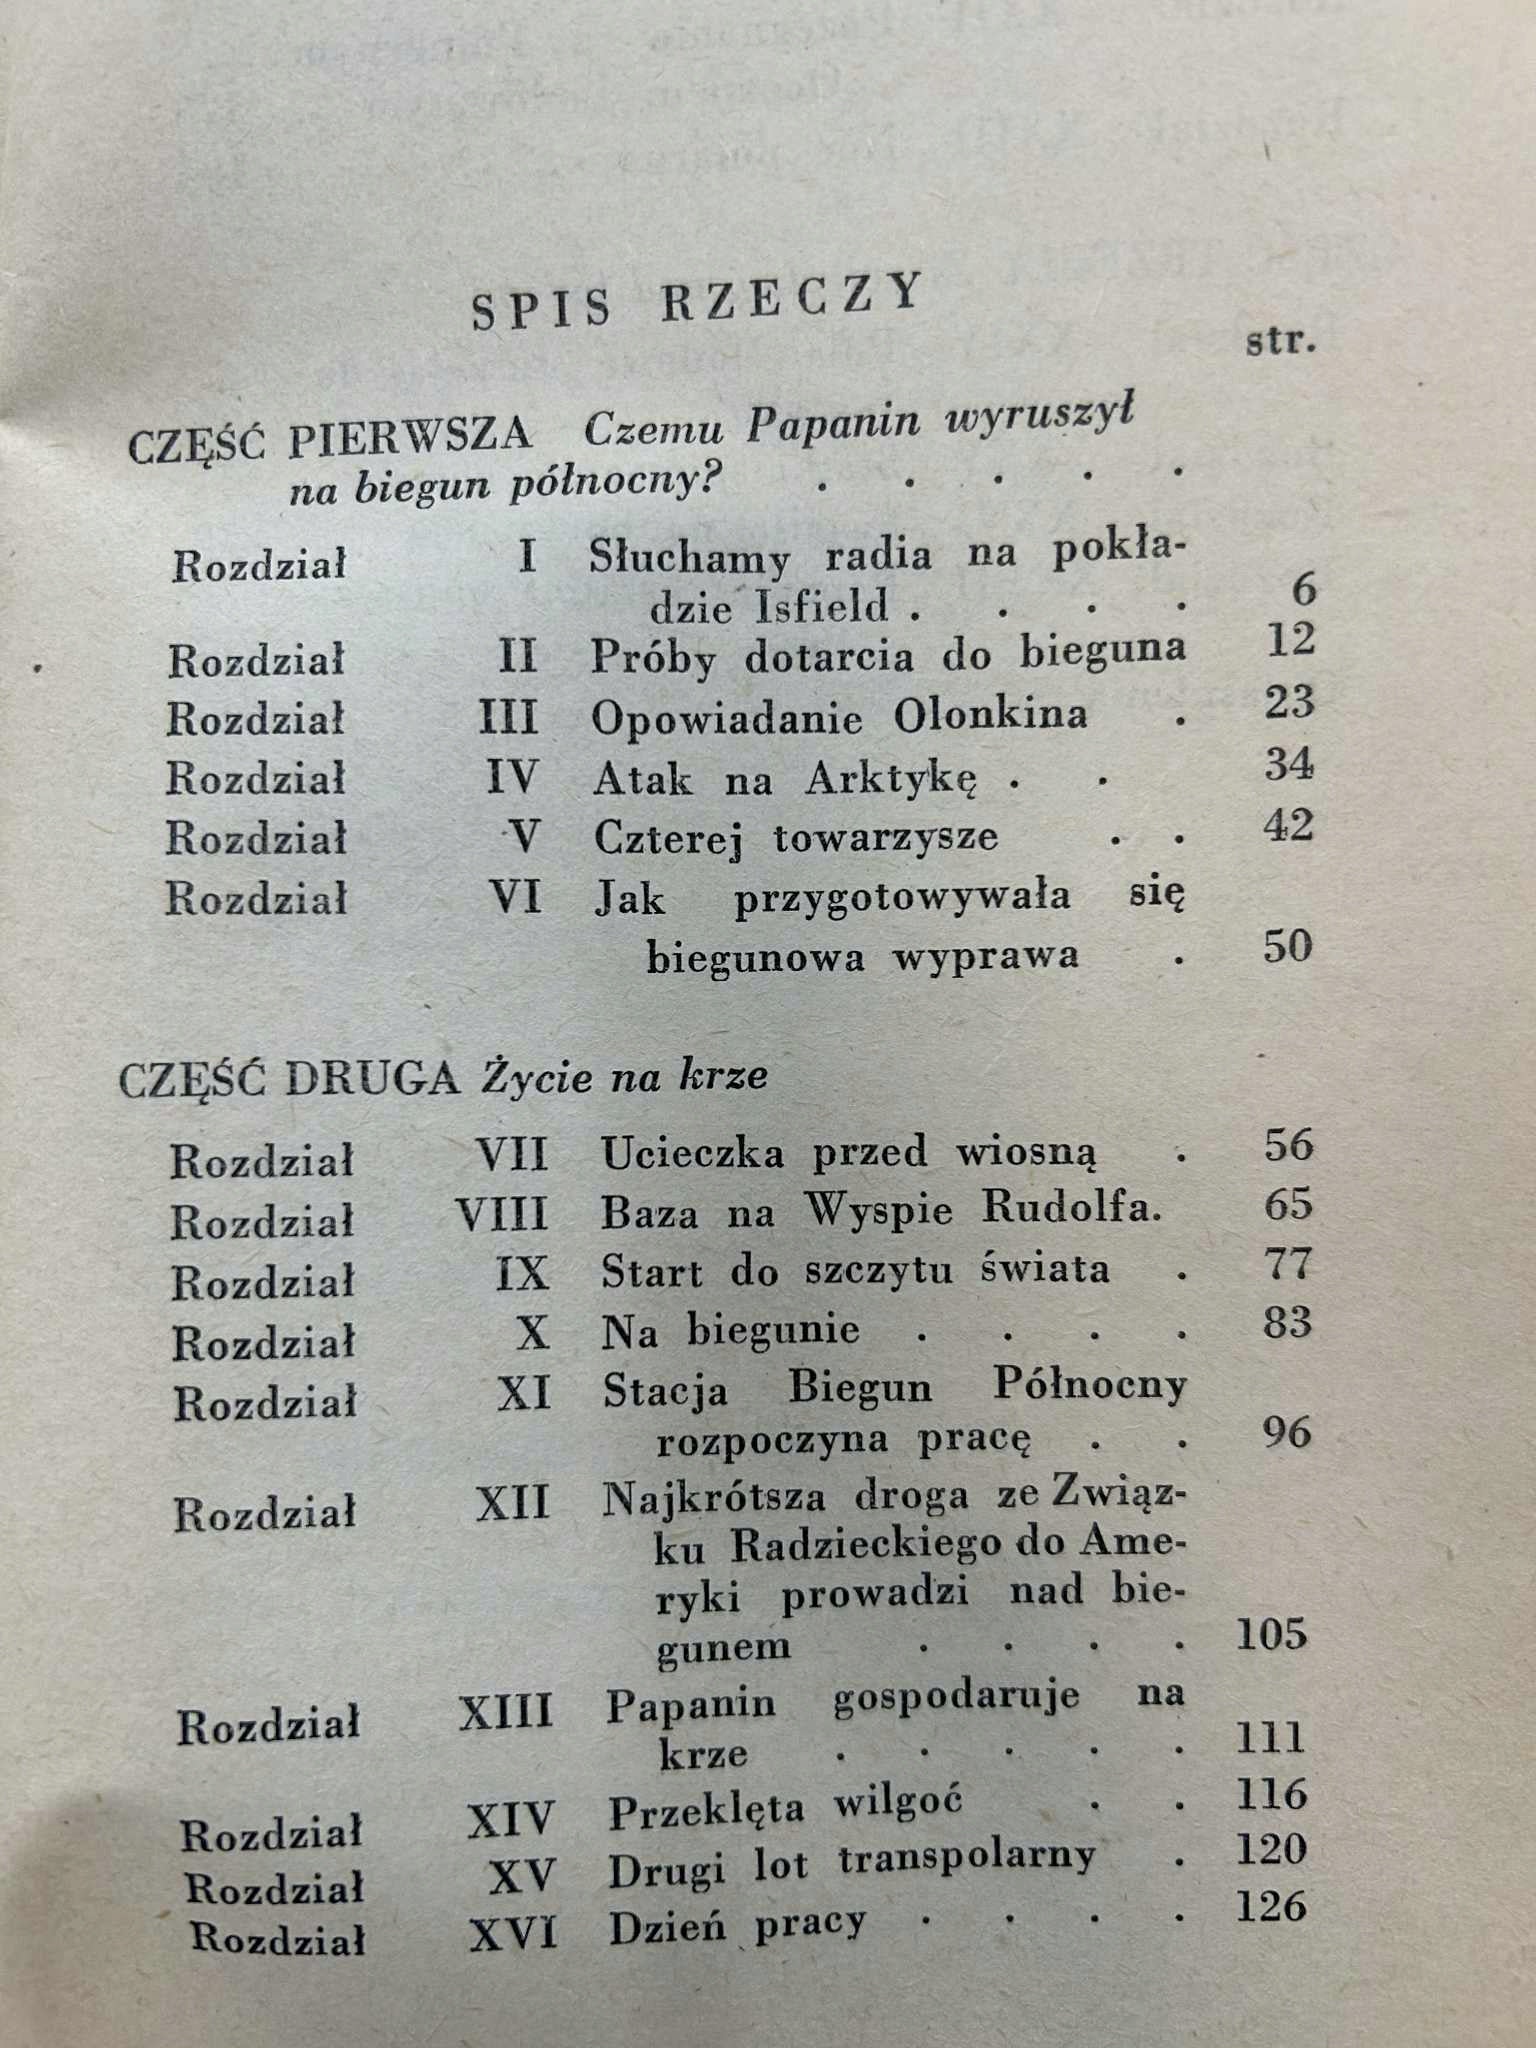 SPIS RZECZY
str.
CZĘŚĆ PIERWSZA Czemu Papanin wyruszył
na biegun północny? . . . . .
Rozdział I Słuchamy radia na pokła-
dzie Isfield . . . . 6
Rozdział II Próby dotarcia do bieguna 12
Rozdział III Opowiadanie Olonkina . 23
Rozdział IV Atak na Arktykę . . 34
Rozdział V Czterej towarzysze . . 42
Rozdział VI Jak przygotowywała się
biegunowa wyprawa . 50
CZĘŚĆ DRUGA Życie na krze
Rozdział VII Ucieczka przed wiosną . 56
Rozdział VIII Baza na Wyspie Rudolfa. 65
Rozdział IX Start do szczytu świata . 77
Rozdział X Na biegunie . . . . 83
Rozdział XI Stacja Biegun Północny
rozpoczyna pracę . . 96
Rozdział XII Najkrótsza droga ze Związ-
ku Radzieckiego do Ame-
ryki prowadzi nad bie-
gunem . . . . 105
Rozdział XIII Papanin gospodaruje na
krze . . . . . 111
Rozdział XIV Przeklęta wilgoć . . 116
Rozdział XV Drugi lot transpolarny . 120
Rozdział XVI Dzień pracy . . . . 126